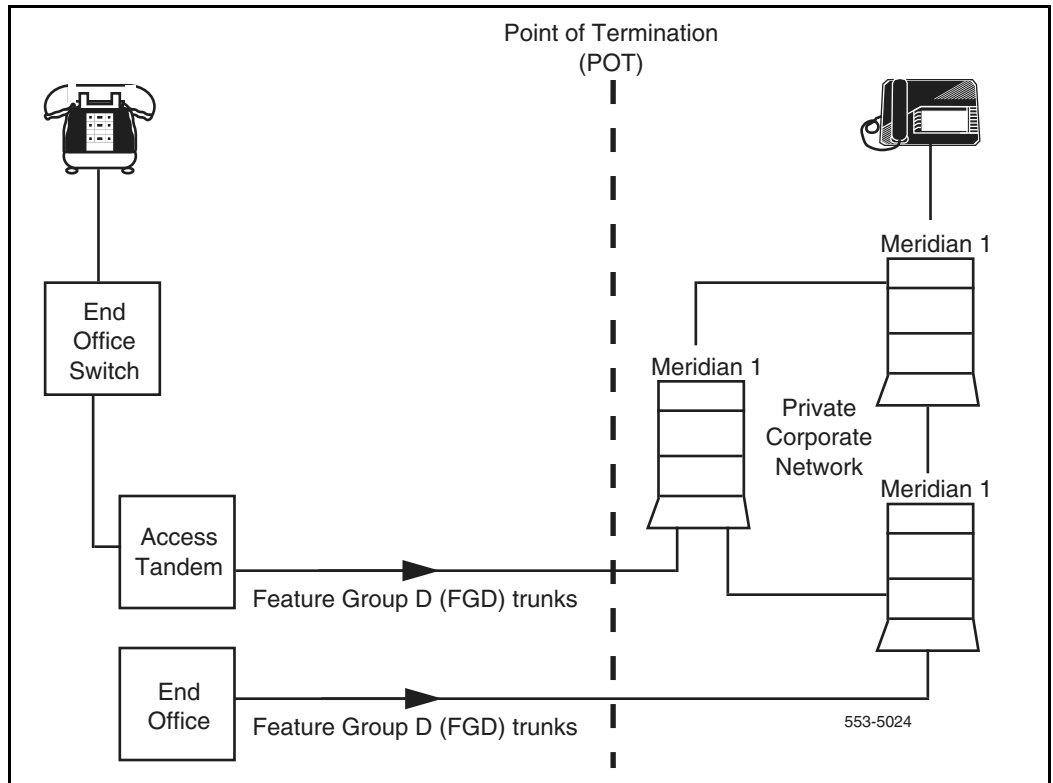 Point of Termination
(POT)
Meridian 1
End
Office
Switch
Meridian 1
Private
Corporate
Network
Meridian 1
Access
Tandem
Feature Group D (FGD) trunks
End
Office
Feature Group D (FGD) trunks
553-5024